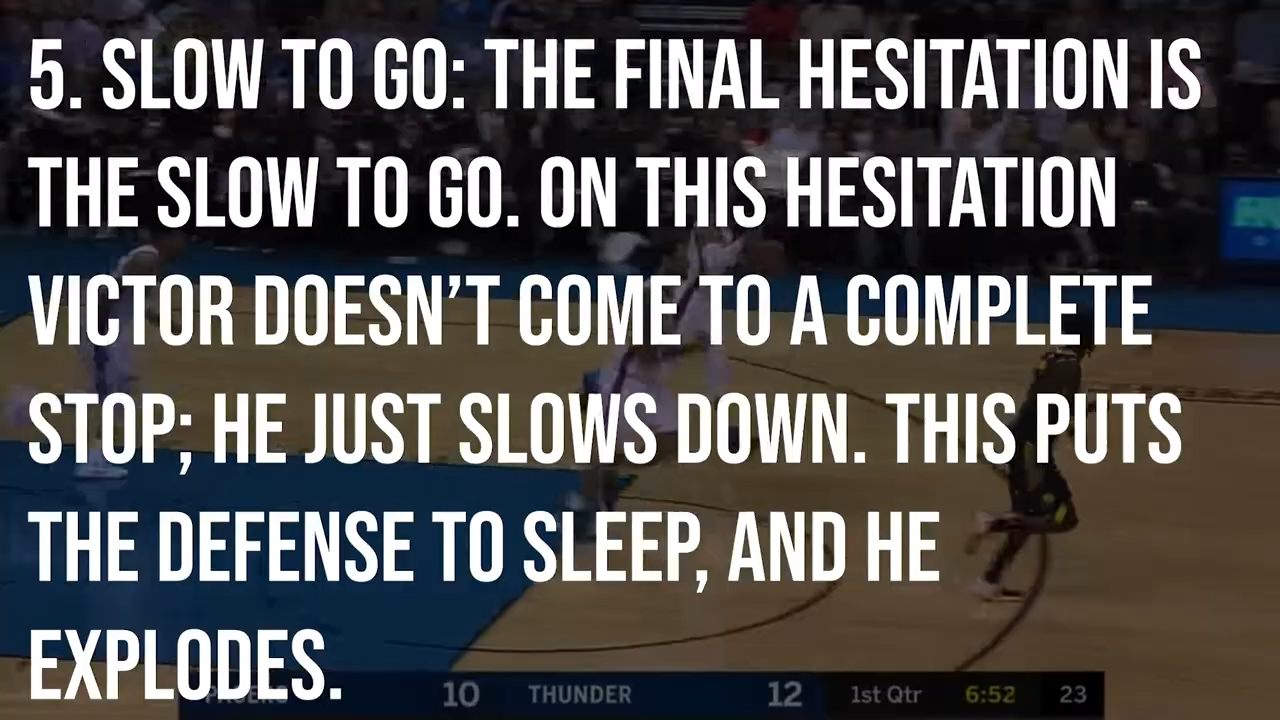 5. SLOW TO GO: THE FINAL HESITATION IS
THE SLOW TO GO. ON THIS HESITATION
VICTOR DOESN'T COME TO A COMPLETE
STOP; HE JUST SLOWS DOWN. THIS PUTS
THE DEFENSE TO SLEEP, AND HE
EXPLODES.
PACERS 10 THUNDER 12 1st Qtr 6:52 23